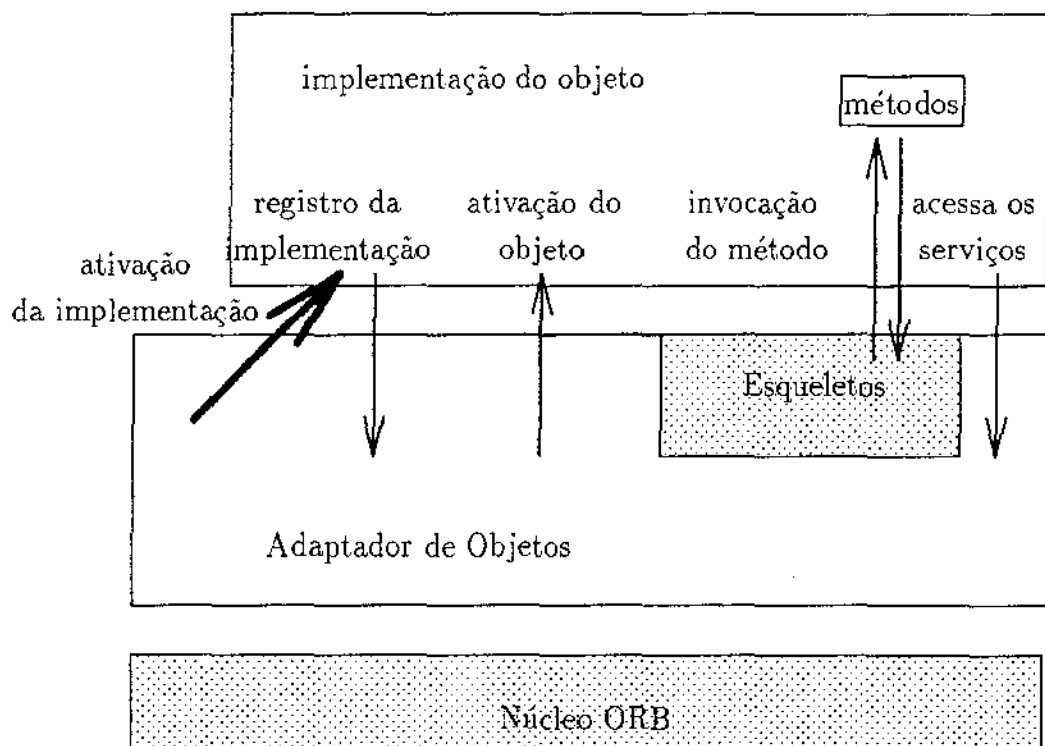 implementação do objeto
métodos
registro da
implementação
ativação do
objeto
invocação
do método
acessa os
serviços
ativação
da implementação
Esqueletos
Adaptador de Objetos
Núcleo ORB